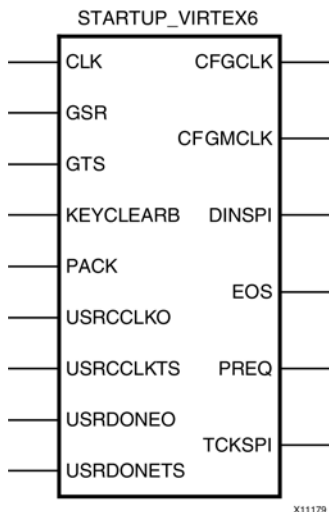 STARTUP_VIRTEX6
CLK CFGCLK
GSR
CFGMCLK
GTS
KEYCLEARB DINSPI
PACK
EOS
USRCCLKO
USRCCLKTS PREQ
USRDONEO
TCKSPI
USRDONETS
X11179